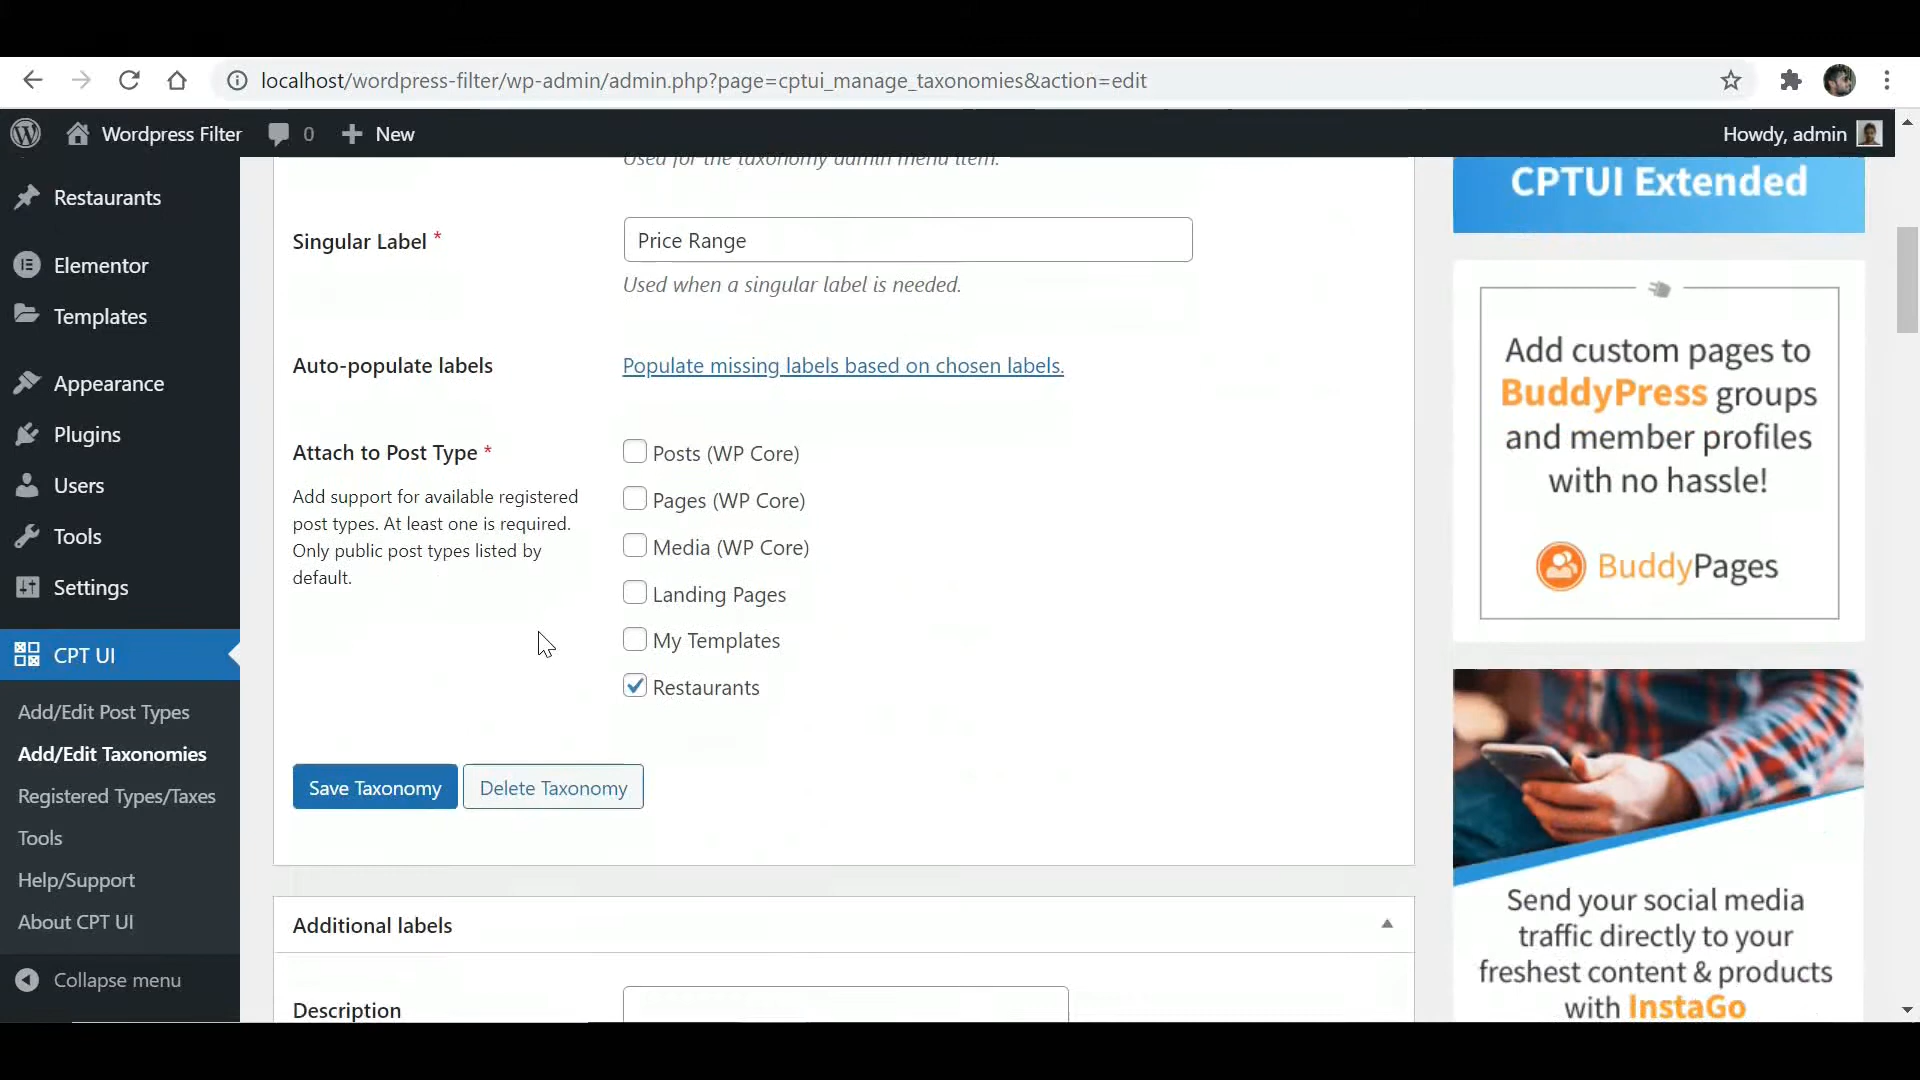 localhost/wordpress-filter/wp-admin/admin.php?page=cptui_manage_taxonomies&action=edit
Wordpress Filter
0
New
Howdy, admin
Restaurants
Elementor
Templates
Appearance
Plugins
Users
Tools
Settings
CPT UI
Add/Edit Post Types
Add/Edit Taxonomies
Registered Types/Taxes
Tools
Help/Support
About CPT UI
Collapse menu
Used for the taxonomy admin menu item.
Singular Label *
Price Range
Used when a singular label is needed.
Auto-populate labels
Populate missing labels based on chosen labels.
Attach to Post Type *
Add support for available registered
post types. At least one is required.
Only public post types listed by
default.
Posts (WP Core)
Pages (WP Core)
Media (WP Core)
Landing Pages
My Templates
Restaurants
Save Taxonomy
Delete Taxonomy
Additional labels
Description
CPTUI Extended
Add custom pages to
BuddyPress groups
and member profiles
with no hassle!
BuddyPages
Send your social media
traffic directly to your
freshest content & products
with InstaGo